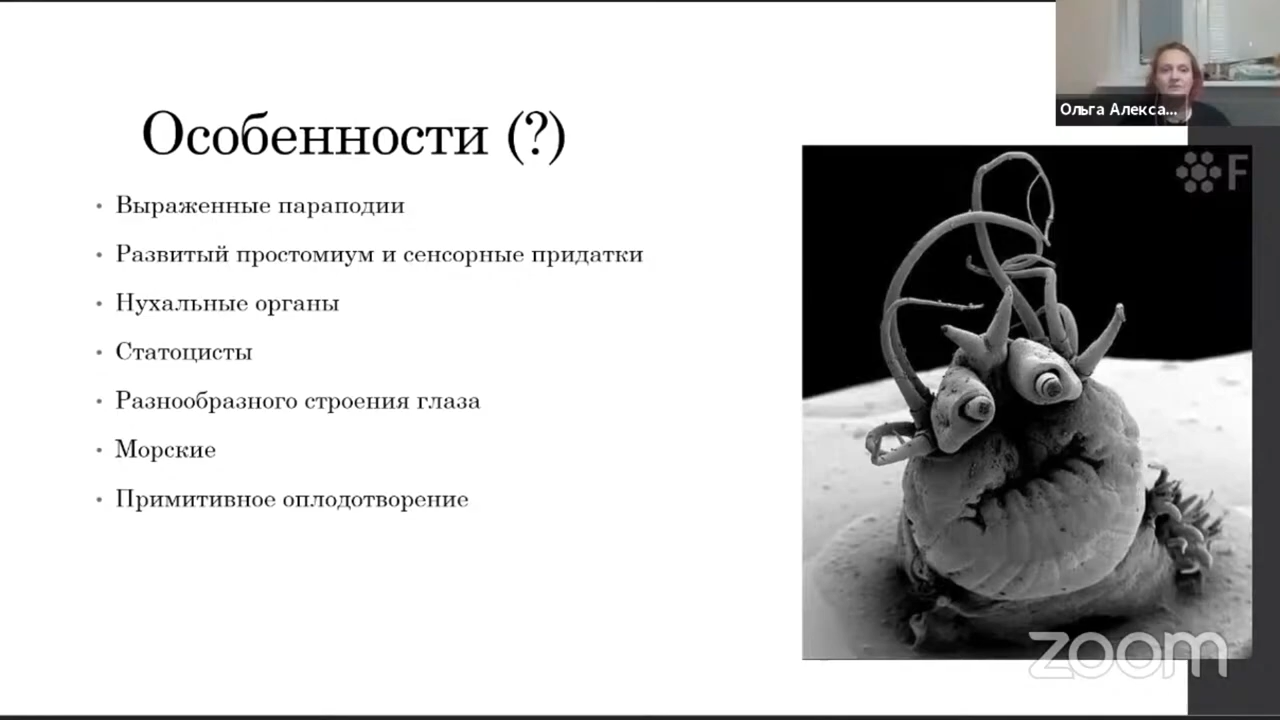 Особенности (?)
Выраженные параподии
Развитый простомиум и сенсорные придатки
Нухальные органы
Статоцисты
Разнообразного строения глаза
Морские
Примитивное оплодотворение
Ольга Алекса...
F
zoom